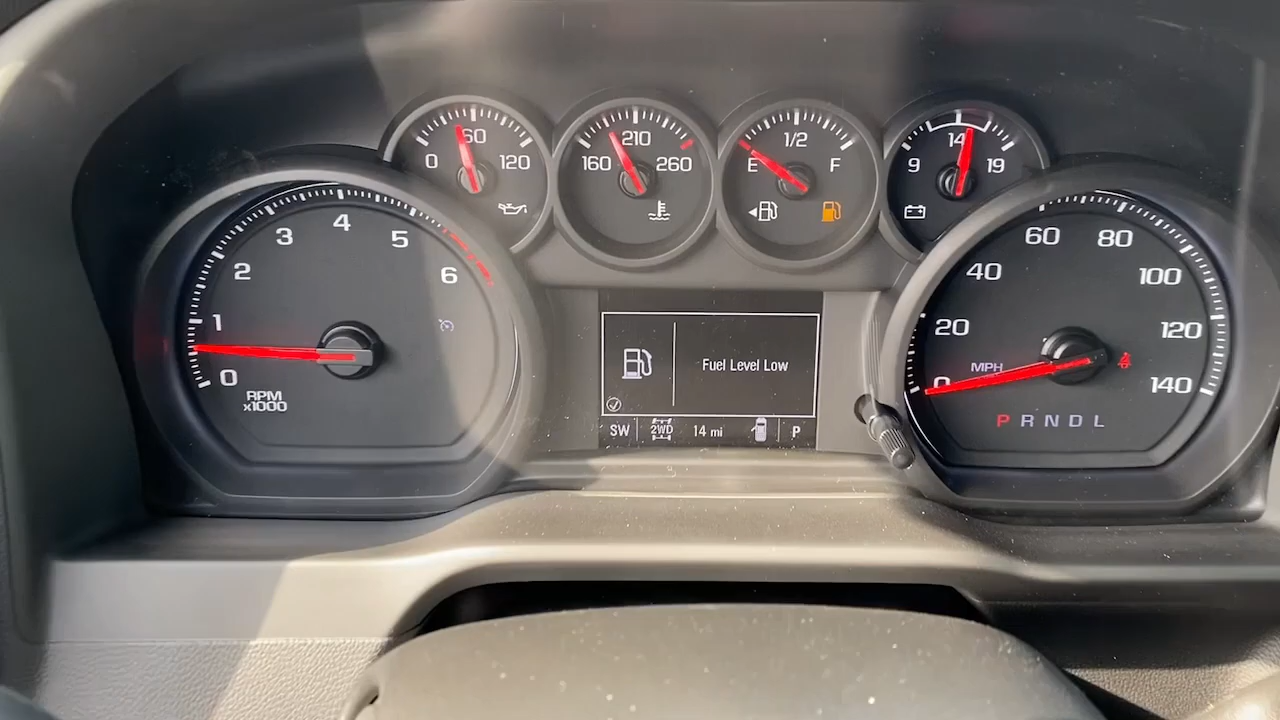 60
0 120
210
160 260
1/2
E F
14
9 19
1 2 3 4 5 6
0
RPM
x1000
Fuel Level Low
SW 2WD 14 mi P
0 20 40 60 80 100 120 140
MPH
P R N D L